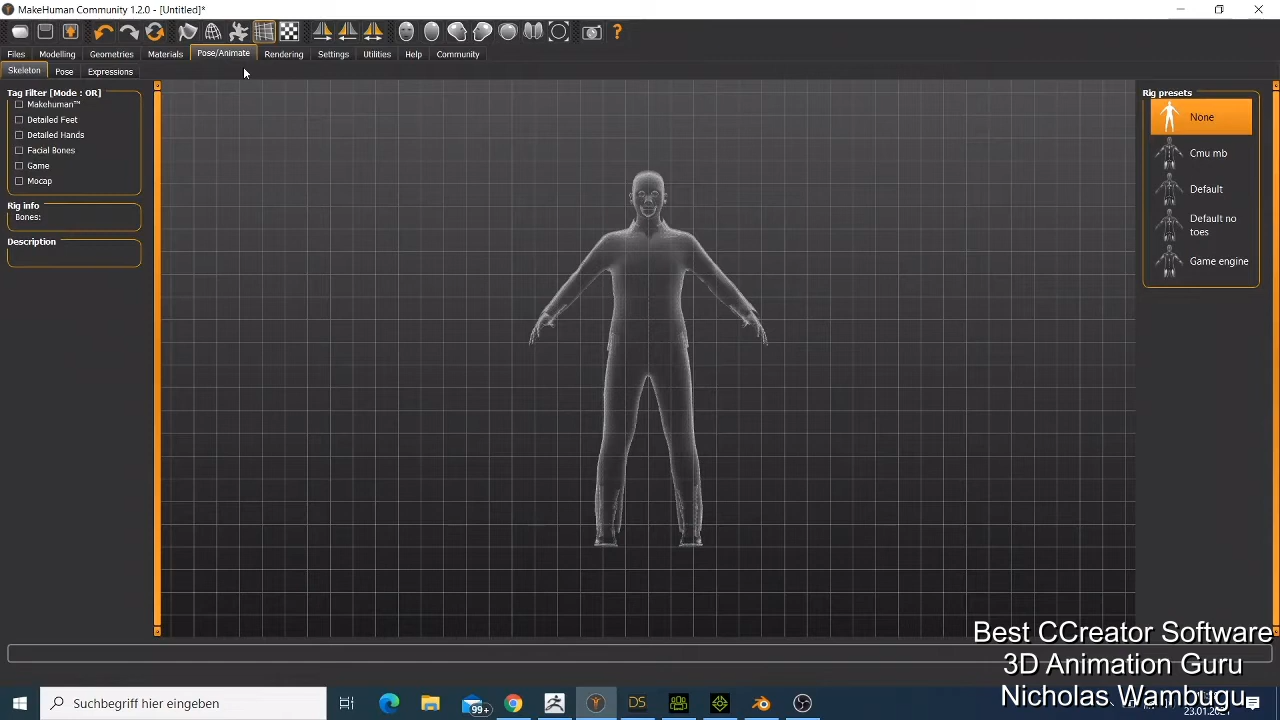 MakeHuman Community 1.2.0 - [Untitled]*
Files Modelling Geometries Materials Pose/Animate Rendering Settings Utilities Help Community
Skeleton Pose Expressions
Tag Filter [Mode : OR]
Makehuman™
Detailed Feet
Detailed Hands
Facial Bones
Game
Mocap
Rig info
Bones:
Description
Rig presets
None
Cmu mb
Default
Default no
toes
Game engine
Best CCreator Software
3D Animation Guru
Nicholas Wambugu
Suchbegriff hier eingeben
99+
DS